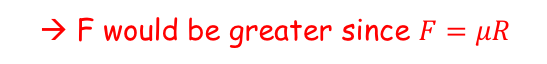 → F would be greater since F = μR